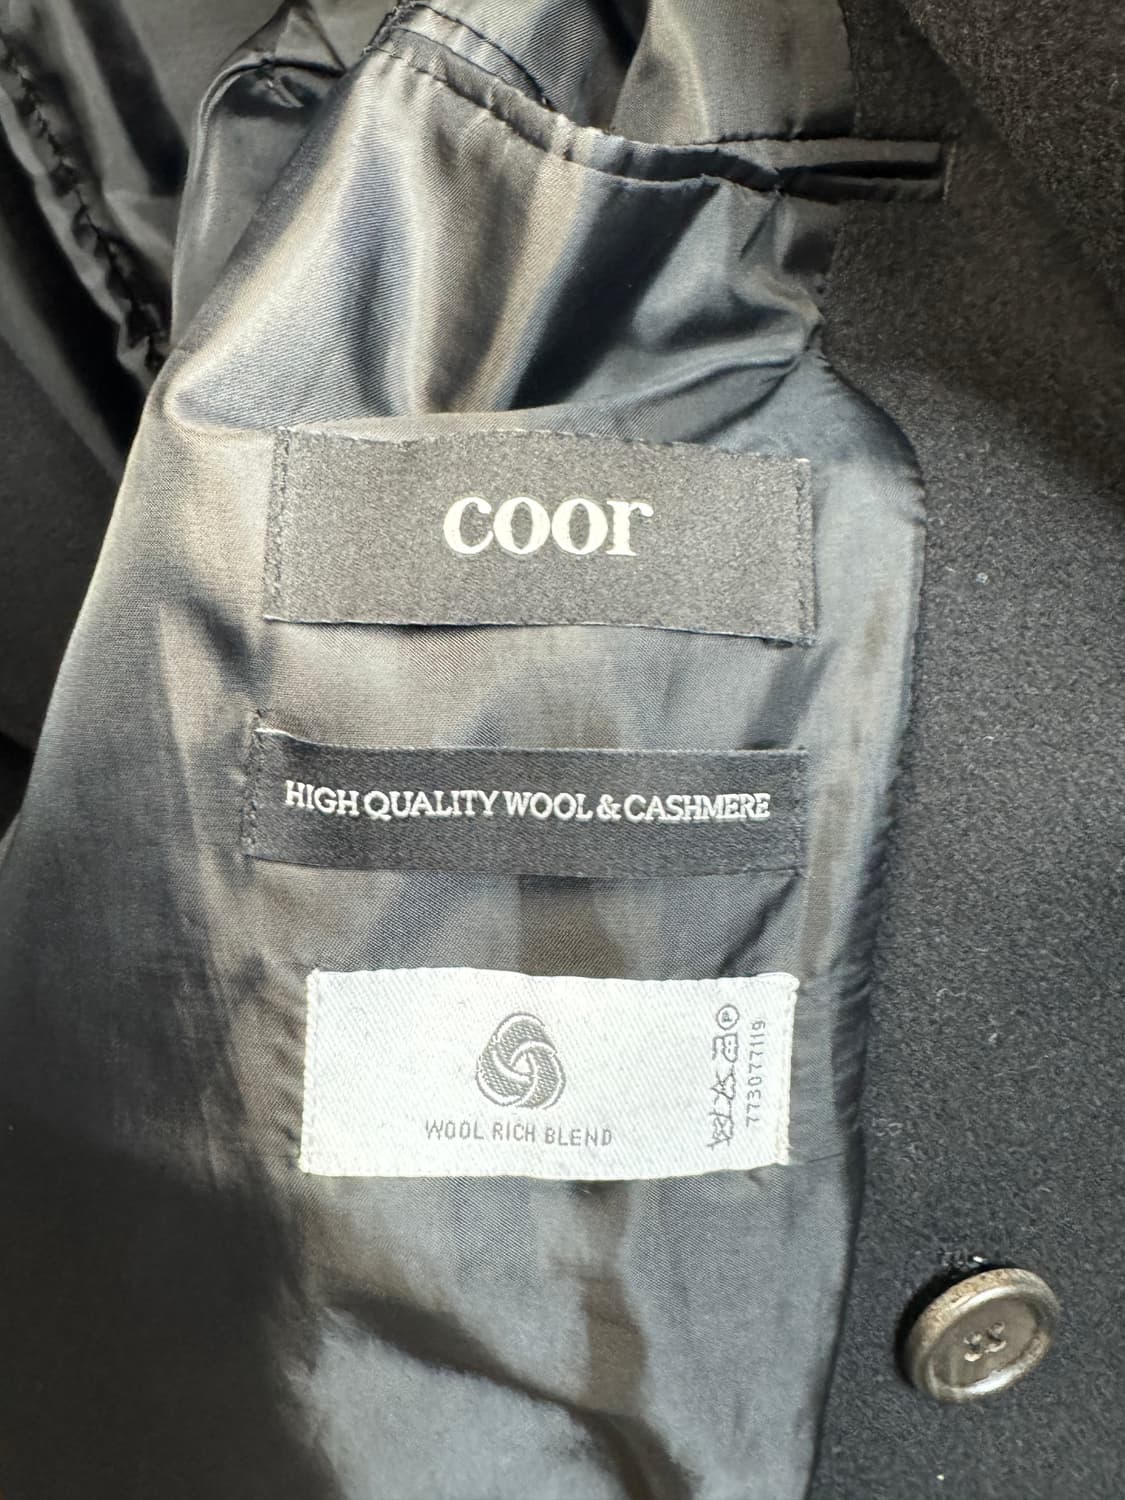 coor
HIGH QUALITY WOOL & CASHMERE
WOOL RICH BLEND
P
773077119